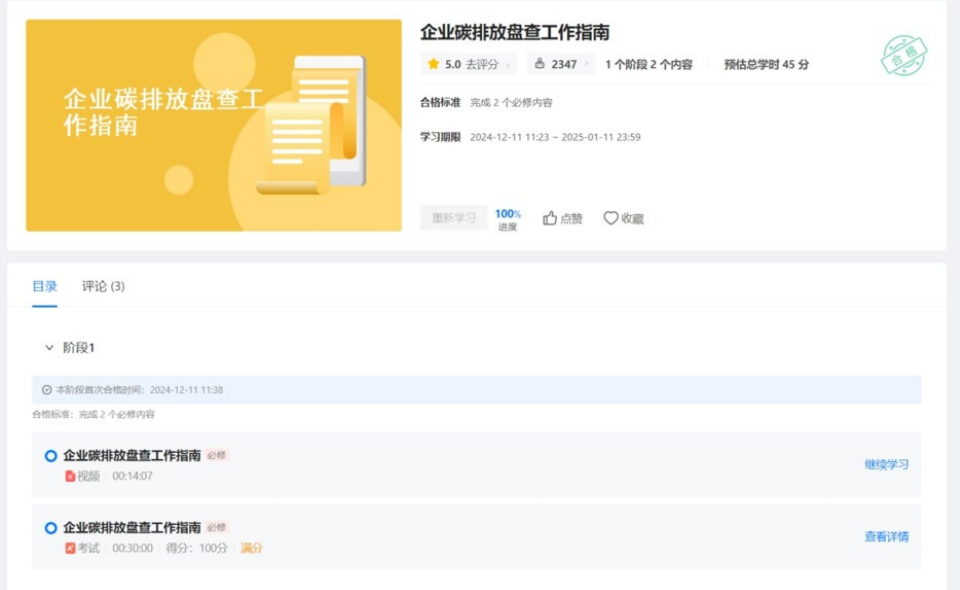 企业碳排放盘查工
作指南
企业碳排放盘查工作指南
5.0 去评分 2347 1 个阶段 2 个内容 预估总学时 45 分
合格
合格标准 完成 2 个必修内容
学习期限 2024-12-11 11:23 ~ 2025-01-11 23:59
重新学习 100% 点赞 收藏
进度
目录 评论 (3)
阶段1
本阶段首次合格时间：2024-12-11 11:38
合格标准：完成 2 个必修内容
企业碳排放盘查工作指南 必修
视频 00:14:07
继续学习
企业碳排放盘查工作指南 必修
考试 00:30:00 得分：100分 满分
查看详情